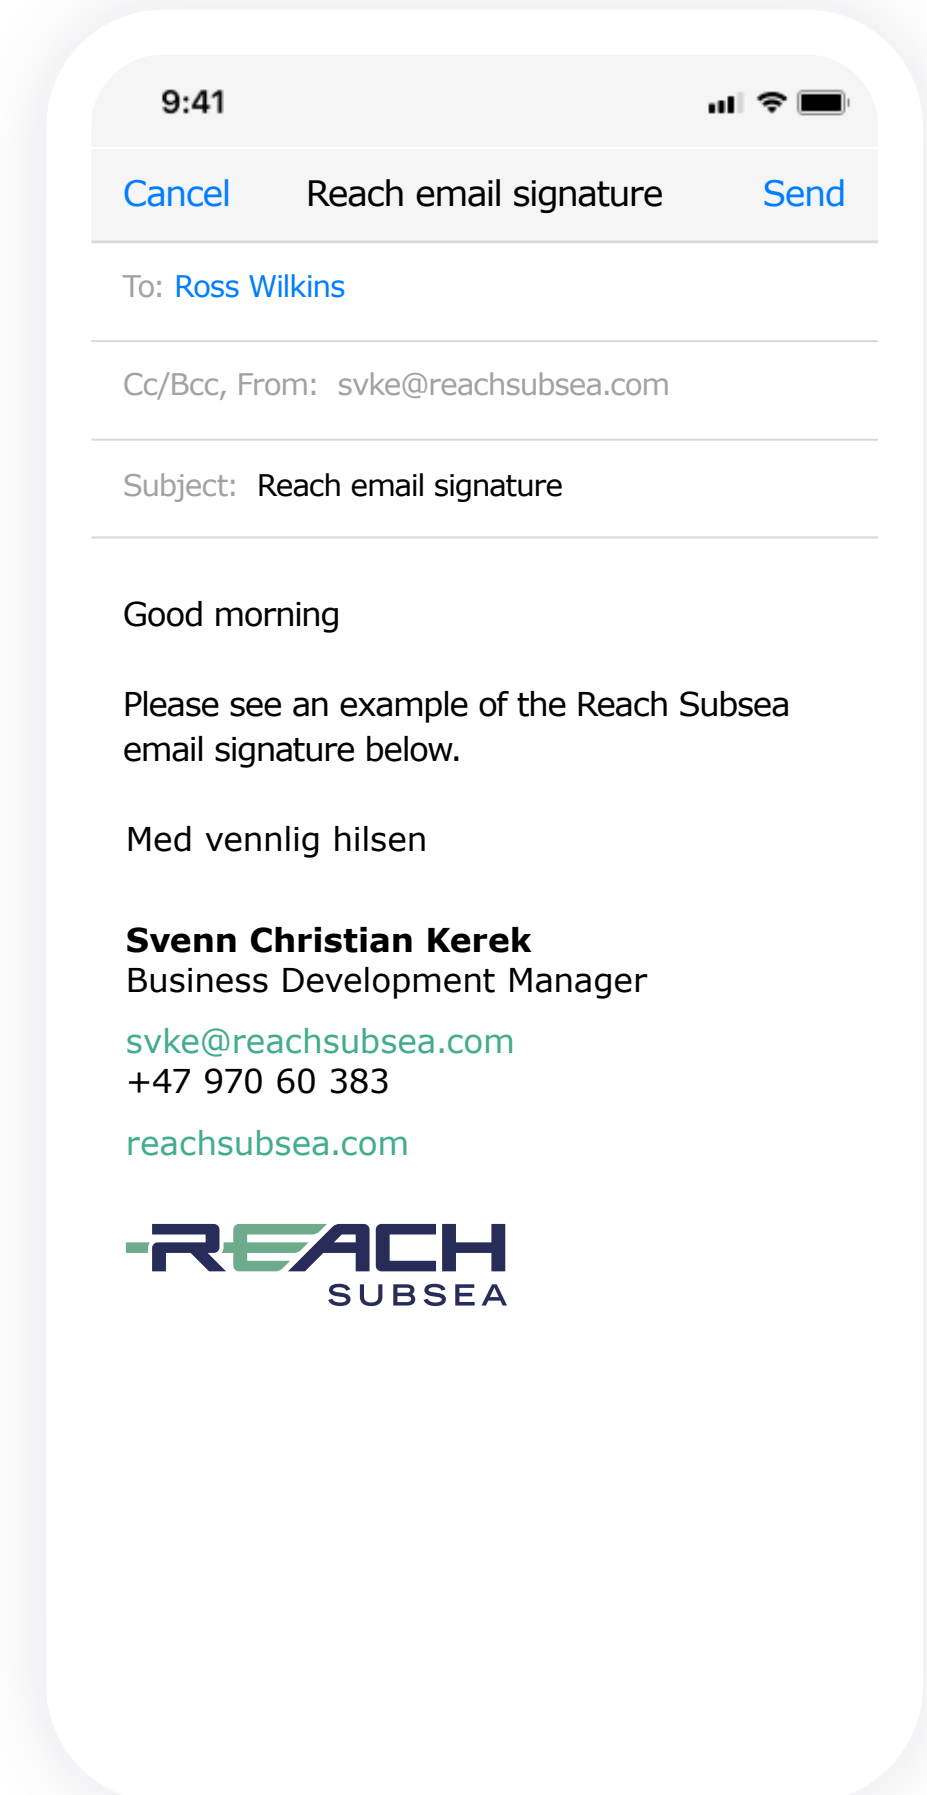 9:41
Cancel Reach email signature Send
To: Ross Wilkins
Cc/Bcc, From: svke@reachsubsea.com
Subject: Reach email signature
Good morning
Please see an example of the Reach Subsea
email signature below.
Med vennlig hilsen
Svenn Christian Kerek
Business Development Manager
svke@reachsubsea.com
+47 970 60 383
reachsubsea.com
REACH
SUBSEA